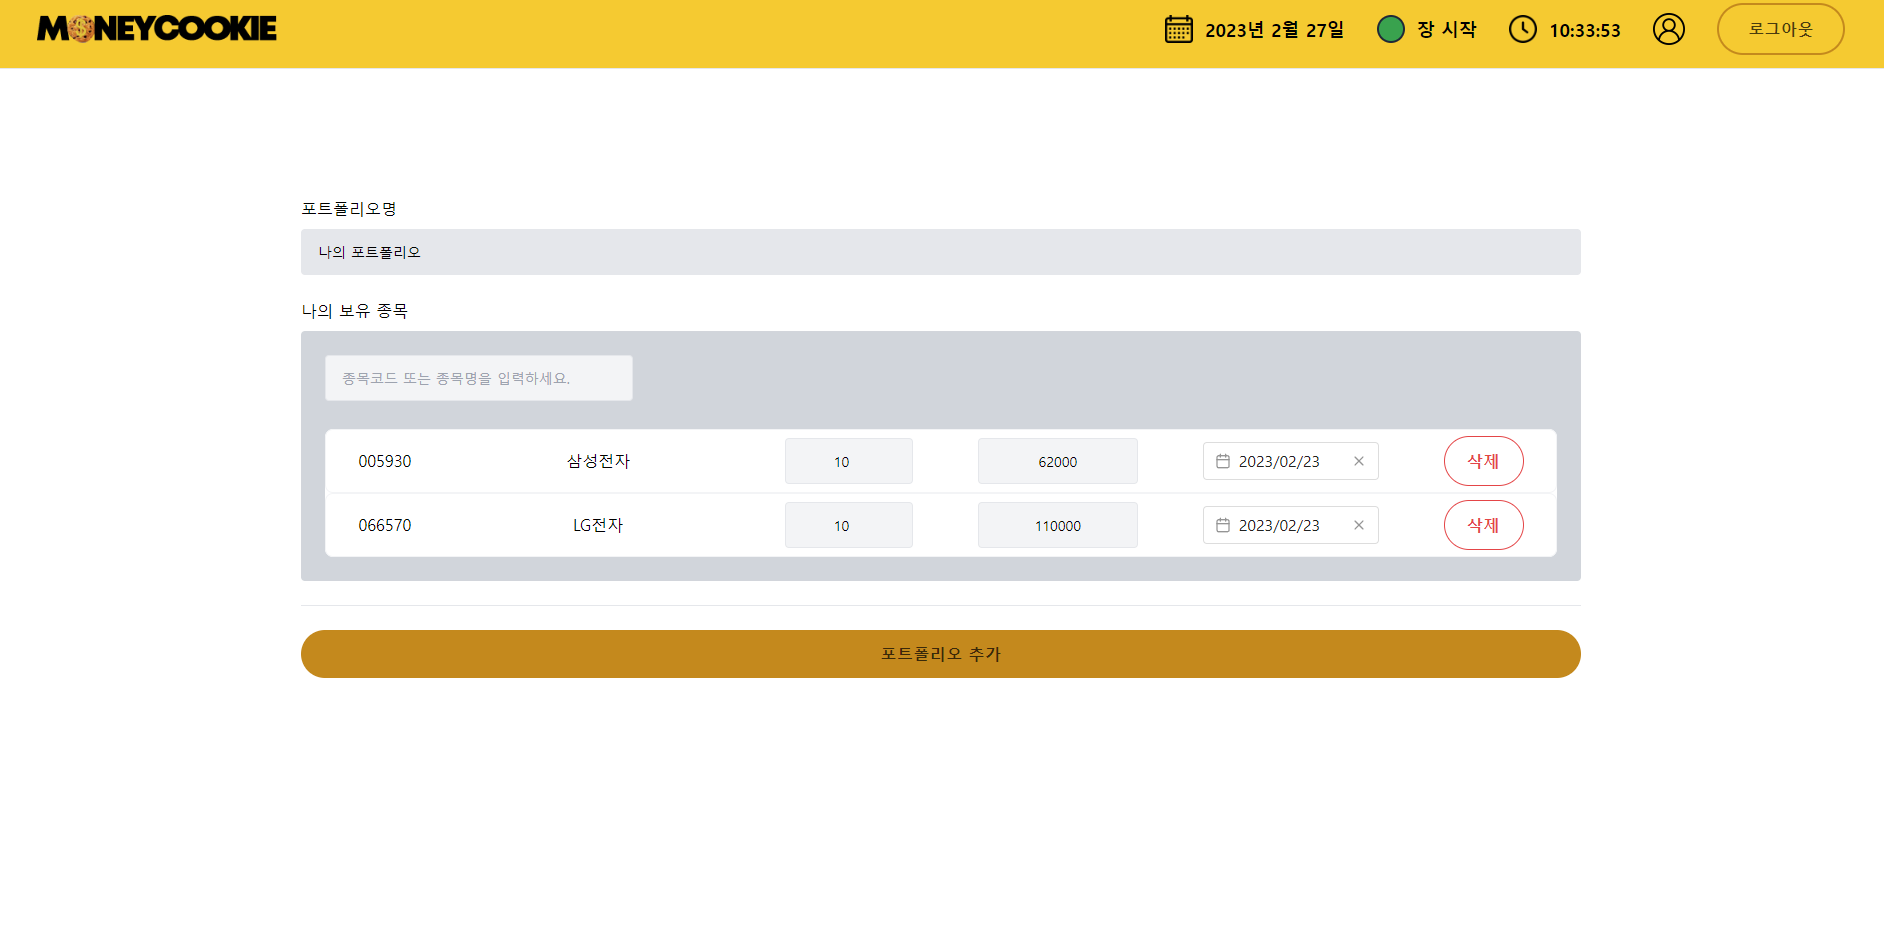 MONEYCOOKIE
2023년 2월 27일 장 시작 10:33:53 로그아웃
포트폴리오명
나의 포트폴리오
나의 보유 종목
종목코드 또는 종목명을 입력하세요.
005930 삼성전자 10 62000 2023/02/23 삭제
066570 LG전자 10 110000 2023/02/23 삭제
포트폴리오 추가